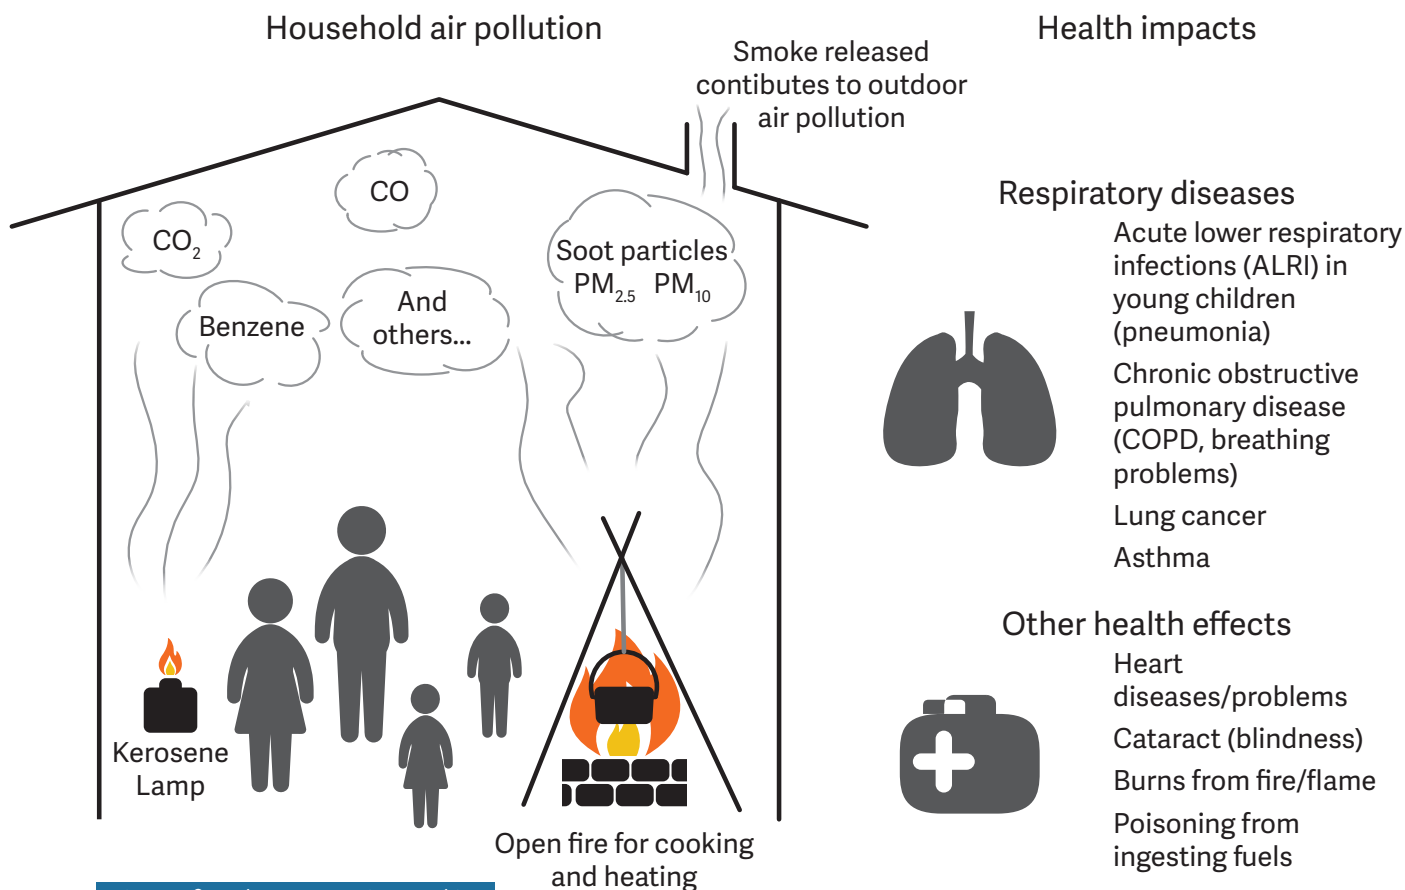 Household air pollution
Health impacts
Smoke released
contibutes to outdoor
air pollution
CO
CO2
Soot particles
PM2.5 PM10
And
others...
Benzene
Kerosene
Lamp
Open fire for cooking
and heating
Respiratory diseases
Acute lower respiratory
infections (ALRI) in
young children
(pneumonia)
Chronic obstructive
pulmonary disease
(COPD, breathing
problems)
Lung cancer
Asthma
Other health effects
Heart
diseases/problems
Cataract (blindness)
Burns from fire/flame
Poisoning from
ingesting fuels